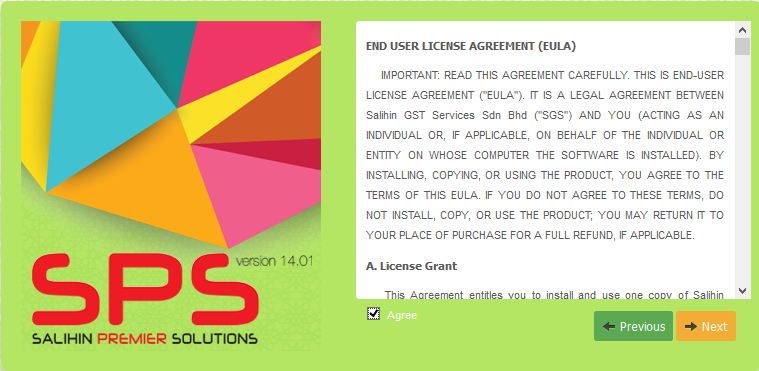 version 14.01
SPS
SALIHIN PREMIER SOLUTIONS
END USER LICENSE AGREEMENT (EULA)
IMPORTANT: READ THIS AGREEMENT CAREFULLY. THIS IS END-USER
LICENSE AGREEMENT ("EULA"). IT IS A LEGAL AGREEMENT BETWEEN
Salihin GST Services Sdn Bhd ("SGS") AND YOU (ACTING AS AN
INDIVIDUAL OR, IF APPLICABLE, ON BEHALF OF THE INDIVIDUAL OR
ENTITY ON WHOSE COMPUTER THE SOFTWARE IS INSTALLED). BY
INSTALLING, COPYING, OR USING THE PRODUCT, YOU AGREE TO THE
TERMS OF THIS EULA. IF YOU DO NOT AGREE TO THESE TERMS, DO
NOT INSTALL, COPY, OR USE THE PRODUCT; YOU MAY RETURN IT TO
YOUR PLACE OF PURCHASE FOR A FULL REFUND, IF APPLICABLE.
A. License Grant
This Agreement entitles you to install and use one copy of Salihin
Agree
Previous
Next